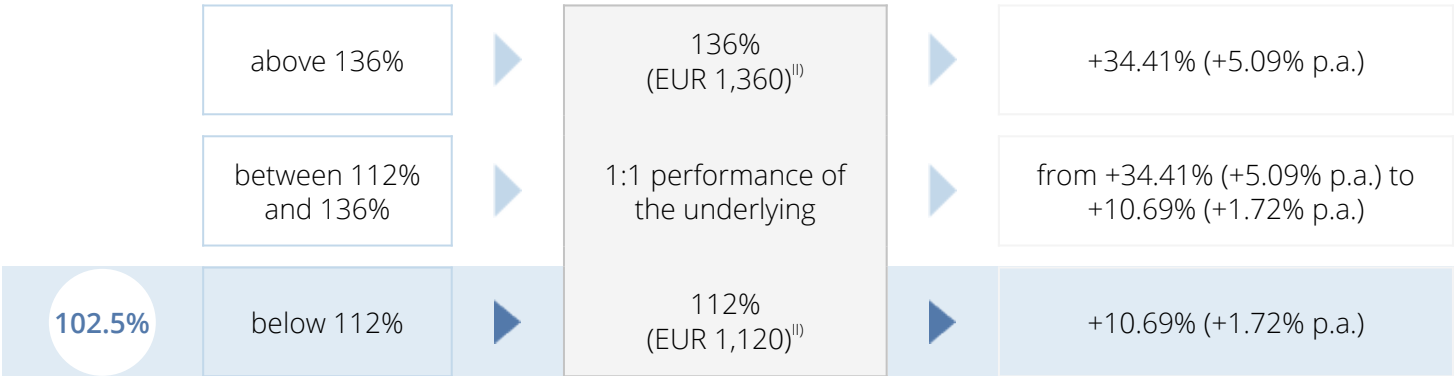 above 136%
136%
(EUR 1,360)II)
+34.41% (+5.09% p.a.)
between 112%
and 136%
1:1 performance of
the underlying
from +34.41% (+5.09% p.a.) to
+10.69% (+1.72% p.a.)
102.5%
below 112%
112%
(EUR 1,120)II)
+10.69% (+1.72% p.a.)